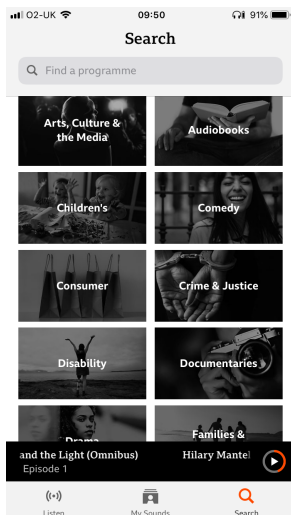 O2-UK 09:50 91%
Search
Find a programme
Arts, Culture &
the Media
Audiobooks
Children's
Comedy
Consumer
Crime & Justice
Disability
Documentaries
Drama
Families &
and the Light (Omnibus) Hilary Mantel
Episode 1
Listen
My Sounds
Search